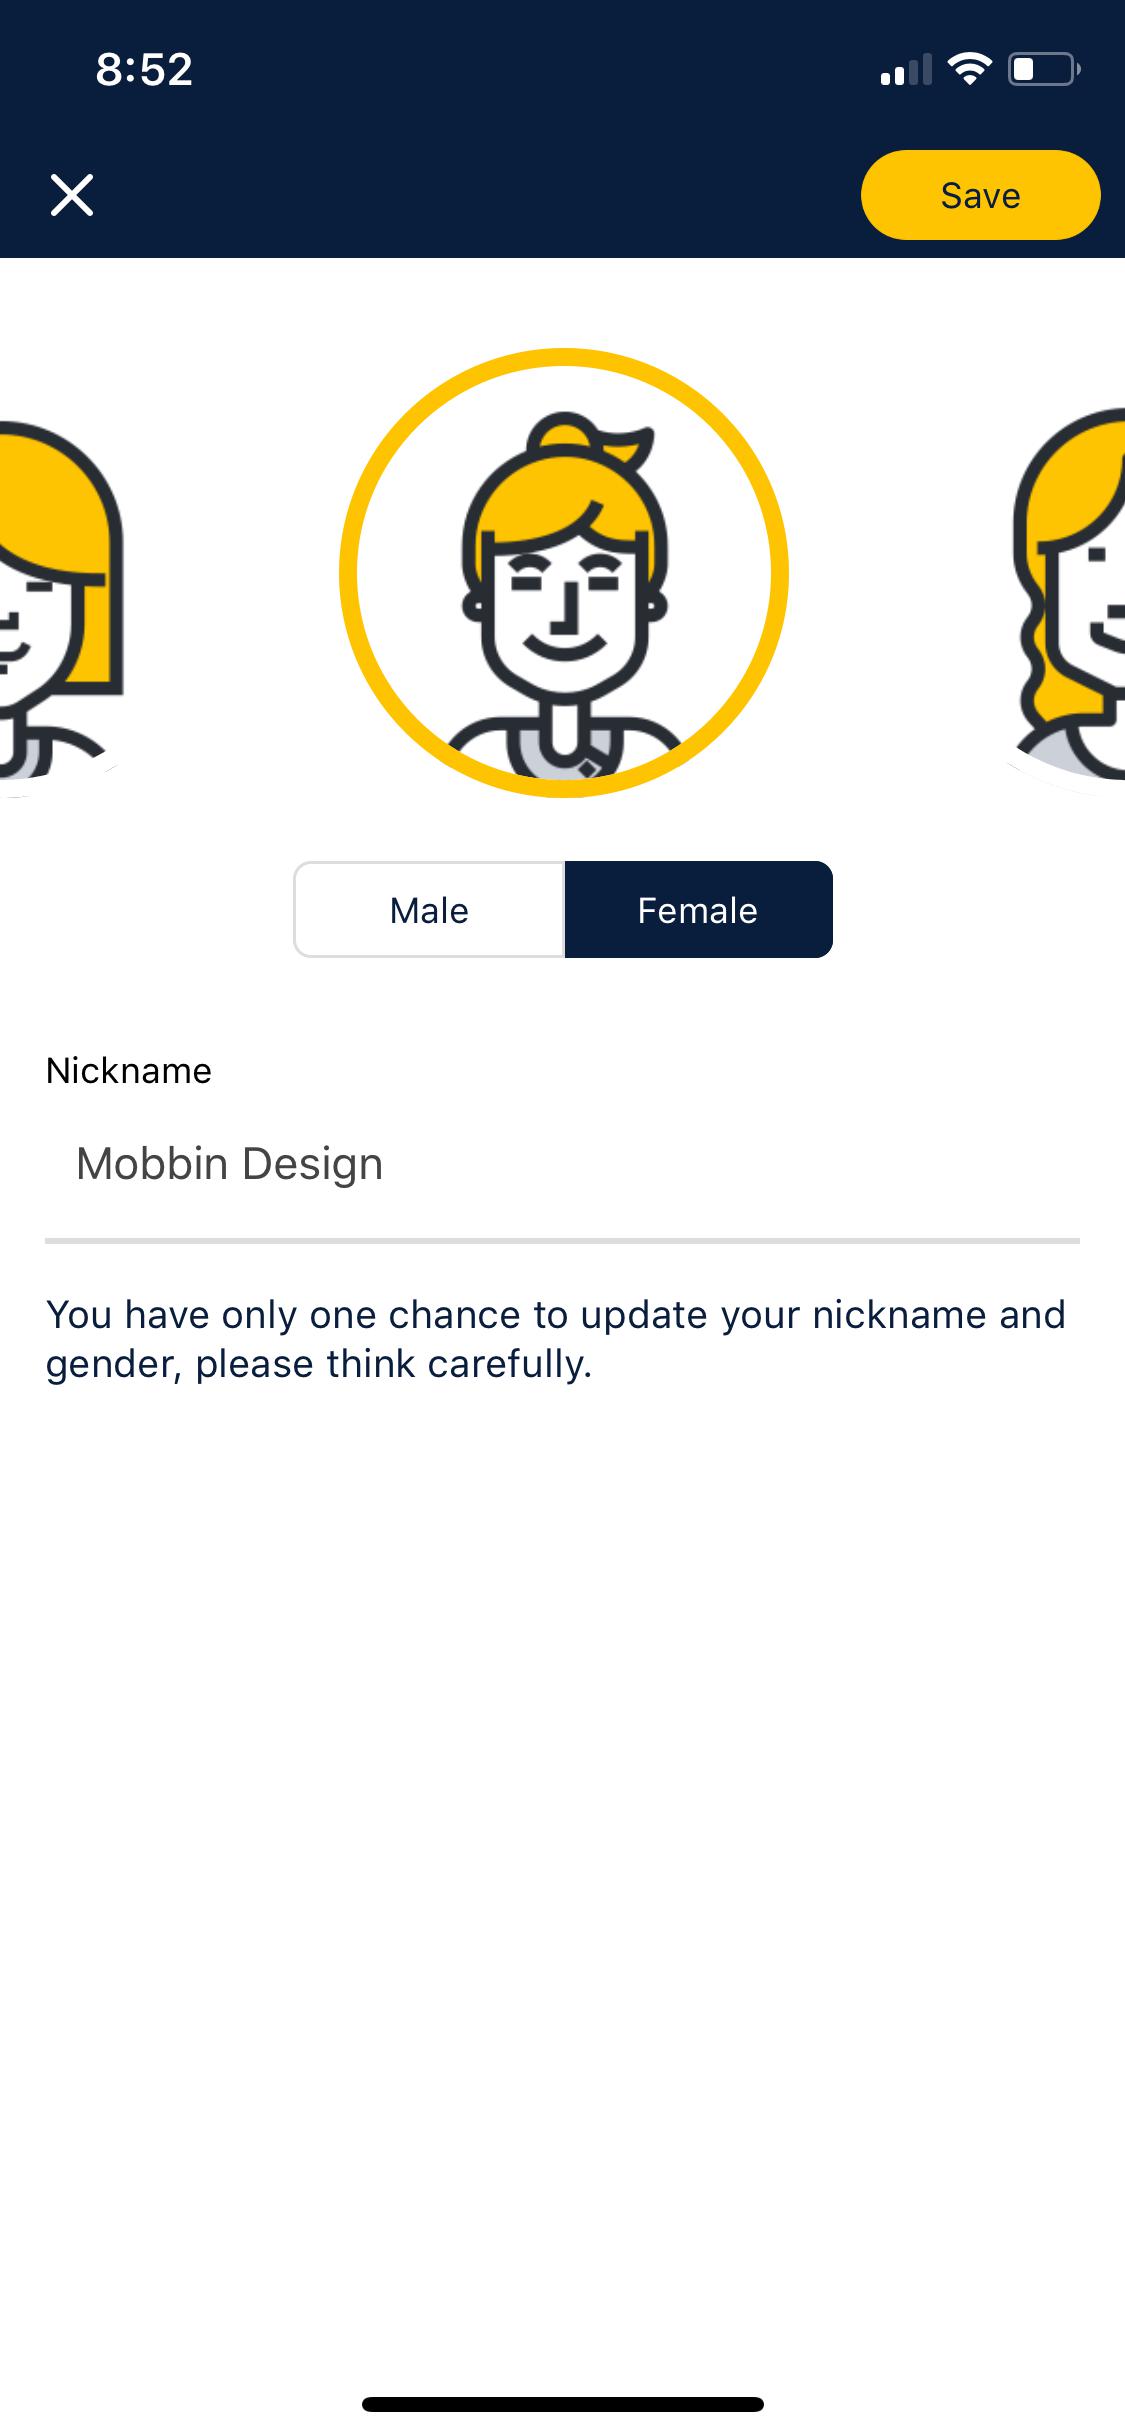 8:52
Save
Male
Female
Nickname
Mobbin Design
You have only one chance to update your nickname and
gender, please think carefully.